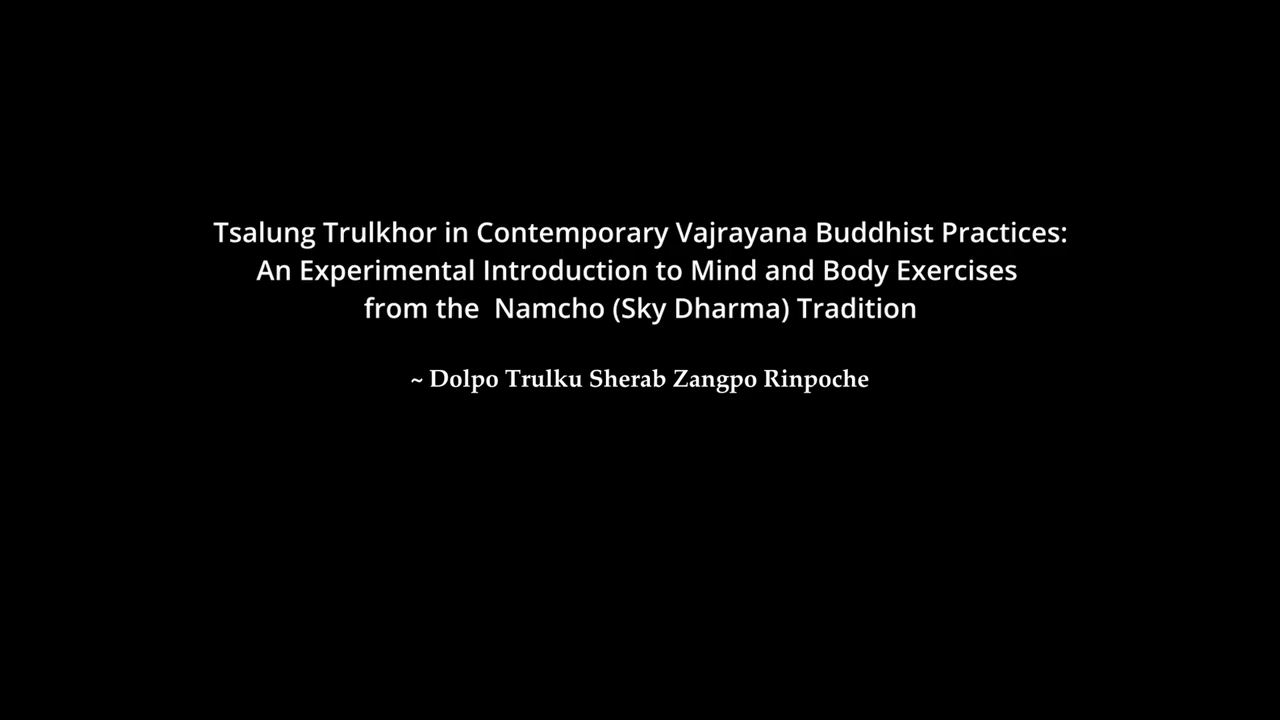 Tsalung Trulkhor in Contemporary Vajrayana Buddhist Practices:
An Experimental Introduction to Mind and Body Exercises
from the  Namcho (Sky Dharma) Tradition
~ Dolpo Trulku Sherab Zangpo Rinpoche